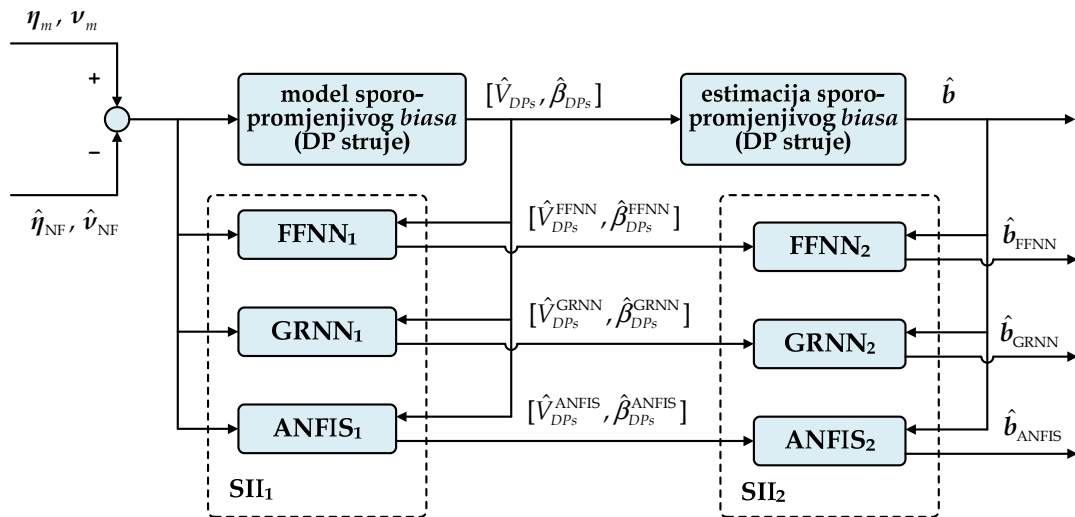 ηₘ, νₘ
+
−
η̂_NF, ν̂_NF
model sporo-
promjenjivog biasa
(DP struje)
[V̂_DPs, β̂_DPs]
estimacija sporo-
promjenjivog biasa
(DP struje)
b̂
FFNN₁
[V̂_DPs^FFNN, β̂_DPs^FFNN]
FFNN₂
b̂_FFNN
GRNN₁
[V̂_DPs^GRNN, β̂_DPs^GRNN]
GRNN₂
b̂_GRNN
ANFIS₁
[V̂_DPs^ANFIS, β̂_DPs^ANFIS]
ANFIS₂
b̂_ANFIS
SII₁
SII₂